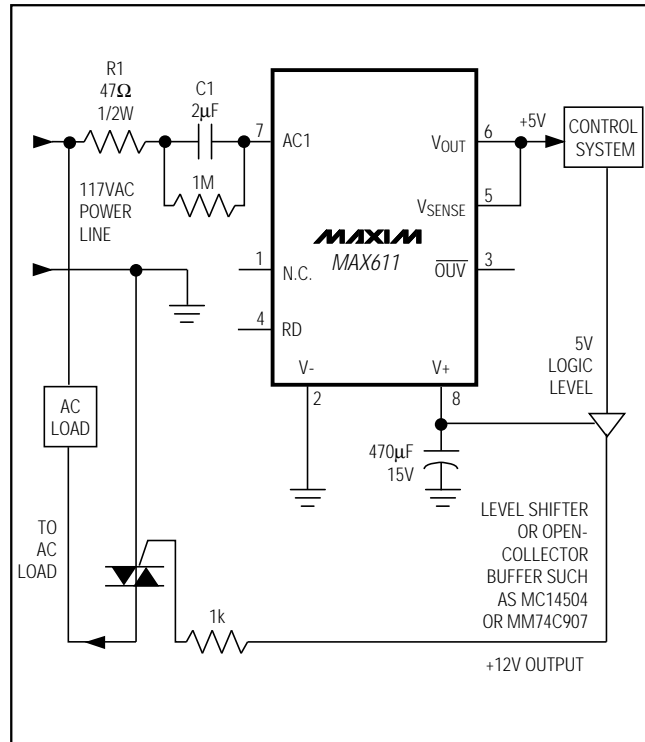 R1
47Ω
1/2W
C1
2μF
1M
7
AC1
117VAC
POWER
LINE
1
N.C.
4
RD
MAXIM
MAX611
VOUT
6
+5V
CONTROL
SYSTEM
VSENSE
5
OUV
3
V-
2
V+
8
5V
LOGIC
LEVEL
AC
LOAD
470μF
15V
TO
AC
LOAD
LEVEL SHIFTER
OR OPEN-
COLLECTOR
BUFFER SUCH
AS MC14504
OR MM74C907
1k
+12V OUTPUT